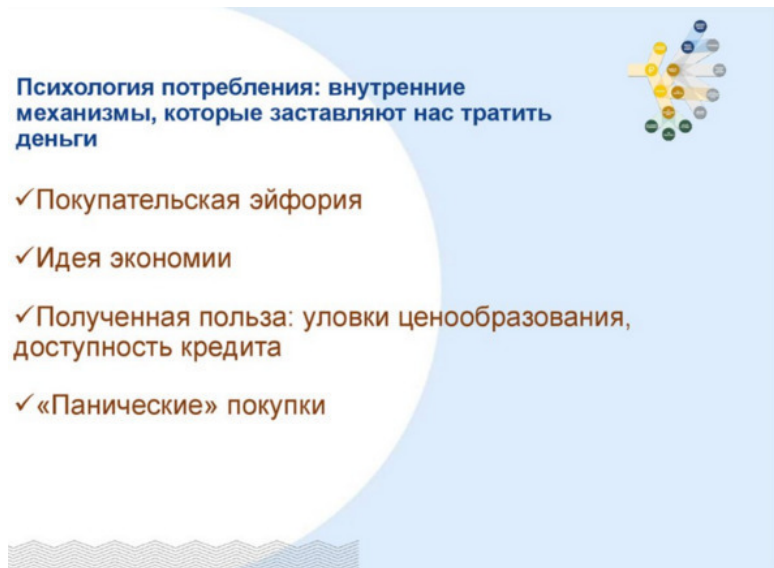 Психология потребления: внутренние
механизмы, которые заставляют нас тратить
деньги
✓Покупательская эйфория
✓Идея экономии
✓Полученная польза: уловки ценообразования,
доступность кредита
✓«Панические» покупки